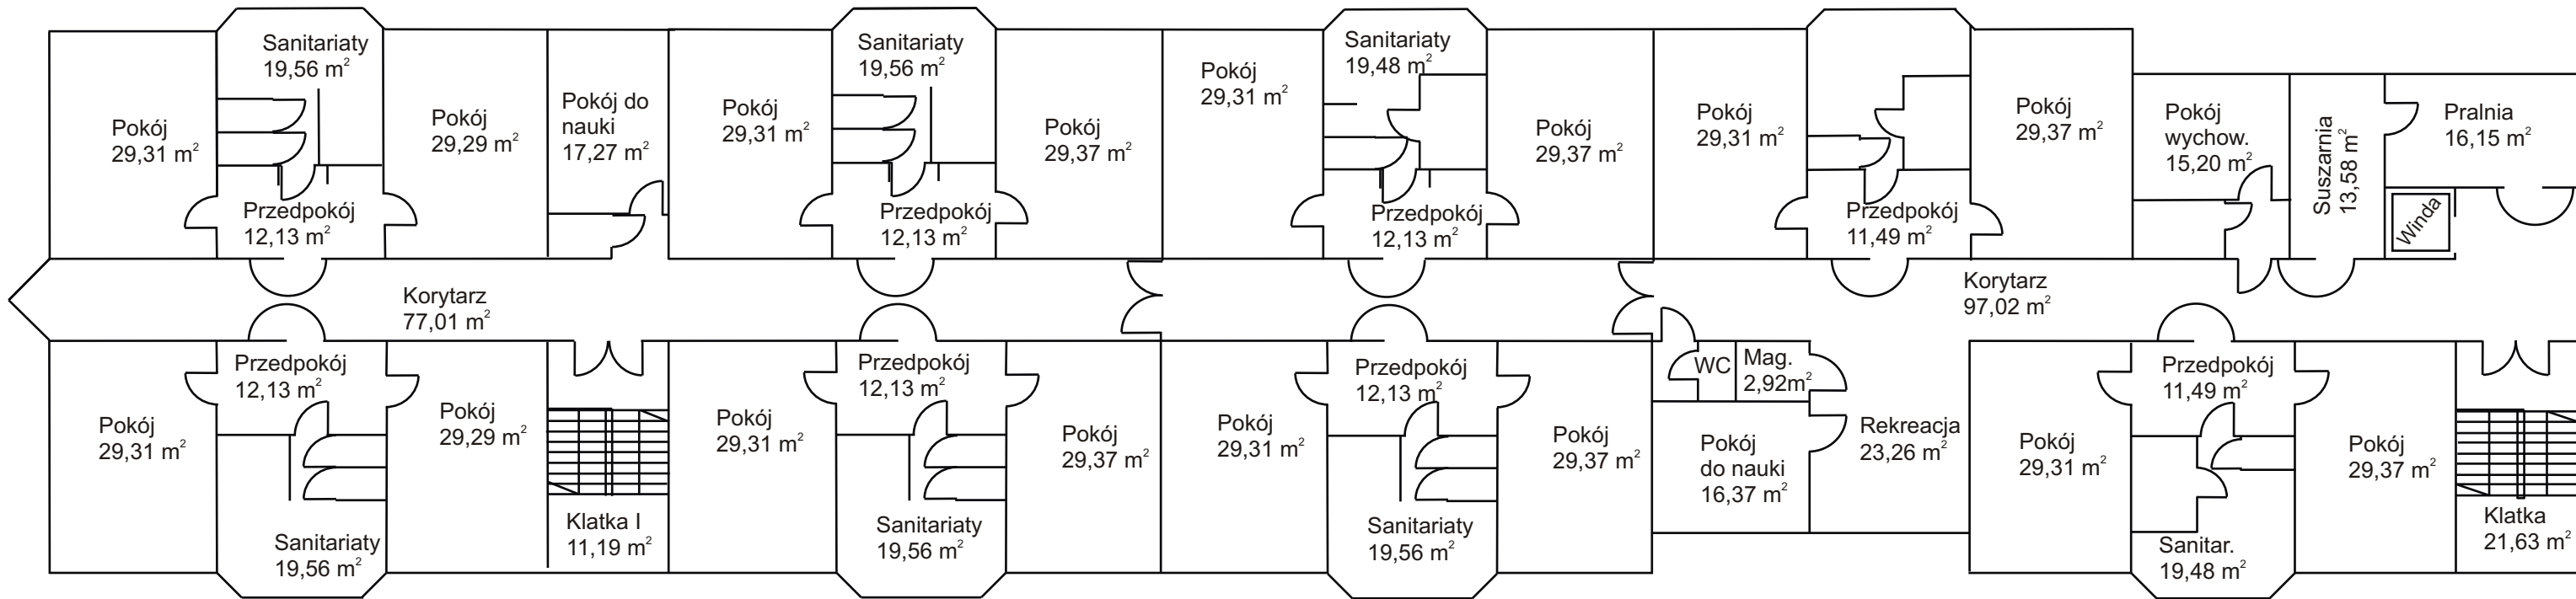 Pokój
29,31 m²
Sanitariaty
19,56 m²
Przedpokój
12,13 m²
Pokój
29,29 m²
Pokój do
nauki
17,27 m²
Pokój
29,31 m²
Sanitariaty
19,56 m²
Przedpokój
12,13 m²
Pokój
29,37 m²
Pokój
29,31 m²
Sanitariaty
19,48 m²
Przedpokój
12,13 m²
Pokój
29,37 m²
Pokój
29,31 m²
Przedpokój
11,49 m²
Pokój
29,37 m²
Pokój
wychow.
15,20 m²
Suszarnia
13,58 m²
Pralnia
16,15 m²
Winda
Korytarz
77,01 m²
Korytarz
97,02 m²
Pokój
29,31 m²
Przedpokój
12,13 m²
Sanitariaty
19,56 m²
Pokój
29,29 m²
Klatka I
11,19 m²
Pokój
29,31 m²
Przedpokój
12,13 m²
Sanitariaty
19,56 m²
Pokój
29,37 m²
Pokój
29,31 m²
Przedpokój
12,13 m²
Sanitariaty
19,56 m²
Pokój
29,37 m²
WC
Mag.
2,92m²
Pokój
do nauki
16,37 m²
Rekreacja
23,26 m²
Pokój
29,31 m²
Przedpokój
11,49 m²
Sanitar.
19,48 m²
Pokój
29,37 m²
Klatka
21,63 m²